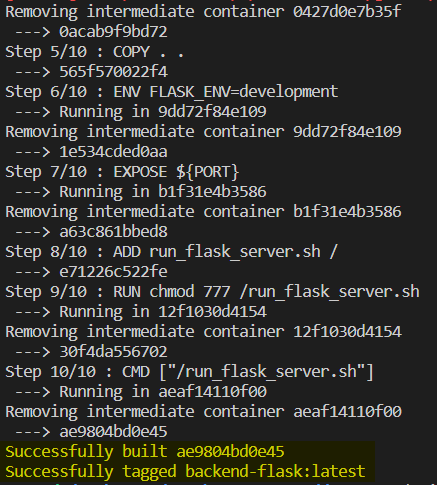 Removing intermediate container 0427d0e7b35f
 ---> 0acab9f9bd72
Step 5/10 : COPY . .
 ---> 565f570022f4
Step 6/10 : ENV FLASK_ENV=development
 ---> Running in 9dd72f84e109
Removing intermediate container 9dd72f84e109
 ---> 1e534cded0aa
Step 7/10 : EXPOSE ${PORT}
 ---> Running in b1f31e4b3586
Removing intermediate container b1f31e4b3586
 ---> a63c861bbed8
Step 8/10 : ADD run_flask_server.sh /
 ---> e71226c522fe
Step 9/10 : RUN chmod 777 /run_flask_server.sh
 ---> Running in 12f1030d4154
Removing intermediate container 12f1030d4154
 ---> 30f4da556702
Step 10/10 : CMD ["/run_flask_server.sh"]
 ---> Running in aeaf14110f00
Removing intermediate container aeaf14110f00
 ---> ae9804bd0e45
Successfully built ae9804bd0e45
Successfully tagged backend-flask:latest